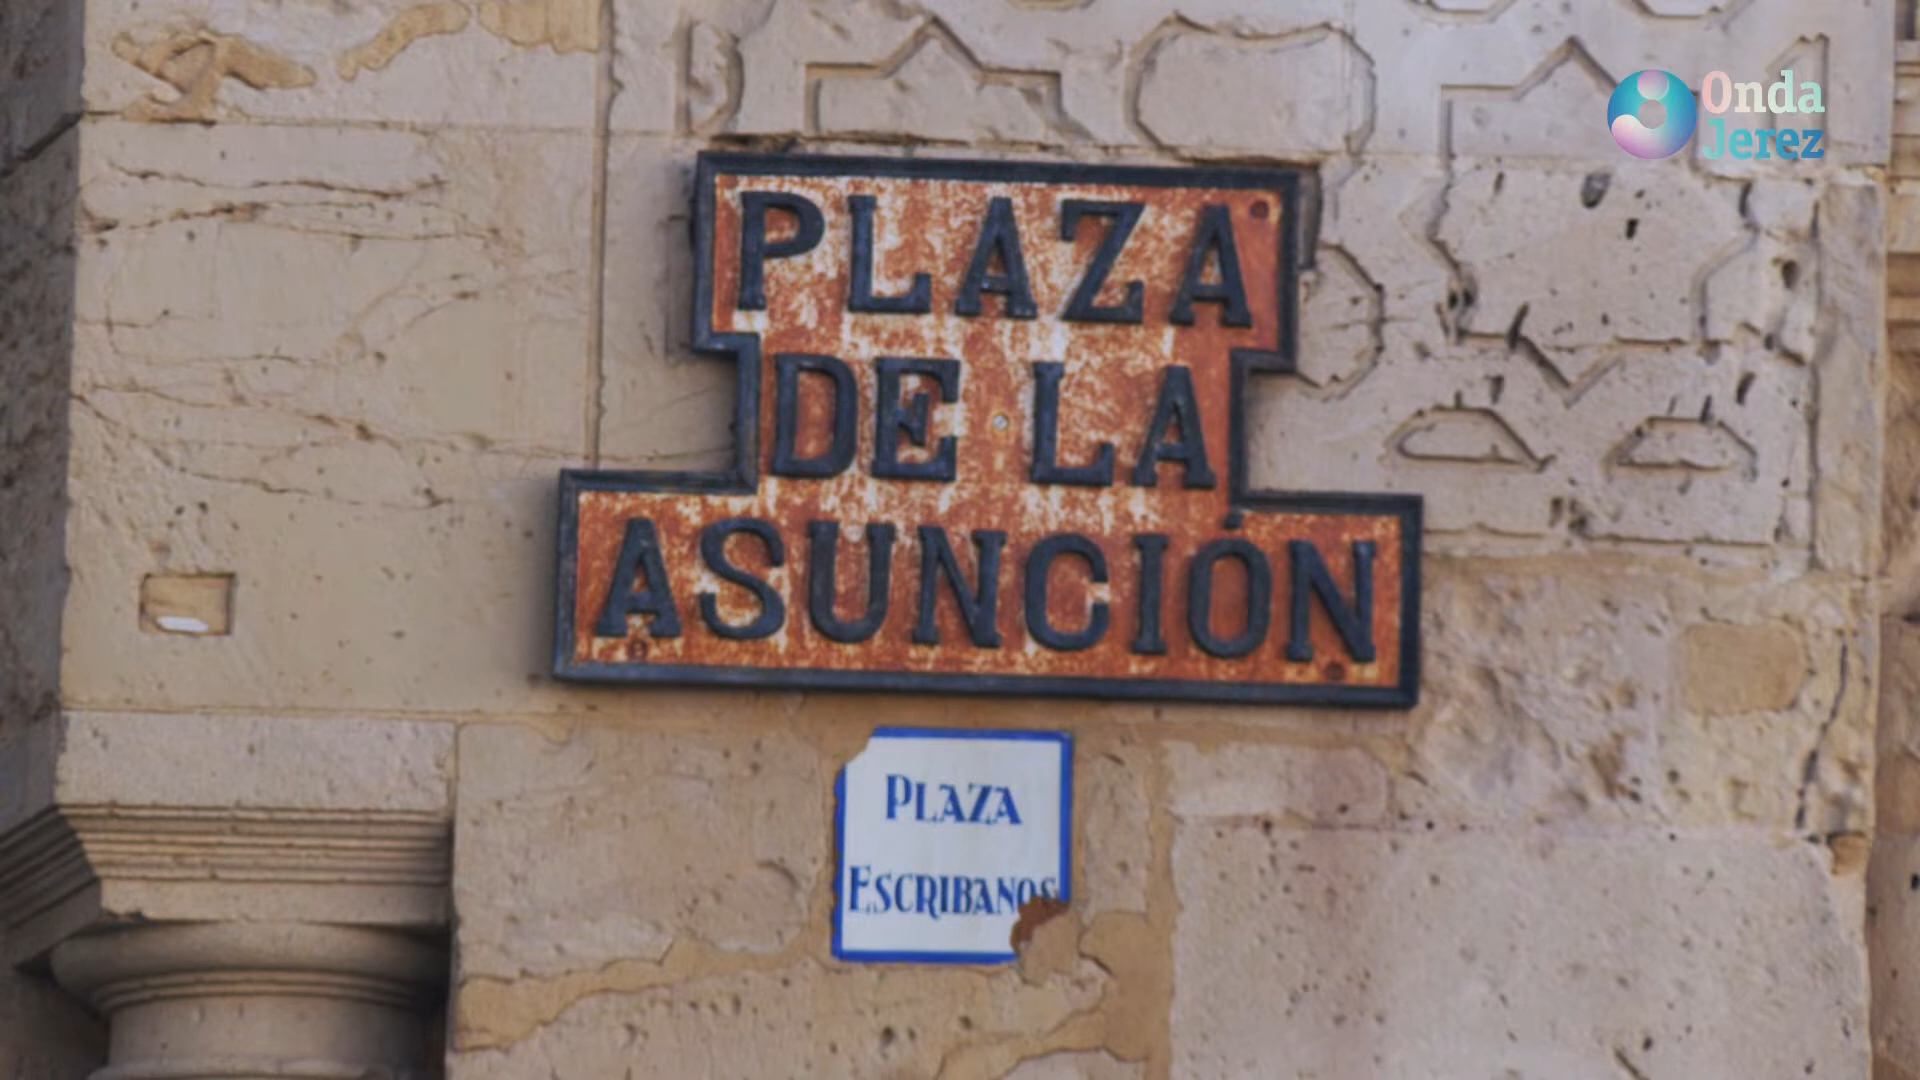 Onda
Jerez
PLAZA
DE LA
ASUNCIÓN
PLAZA
ESCRIBANOS